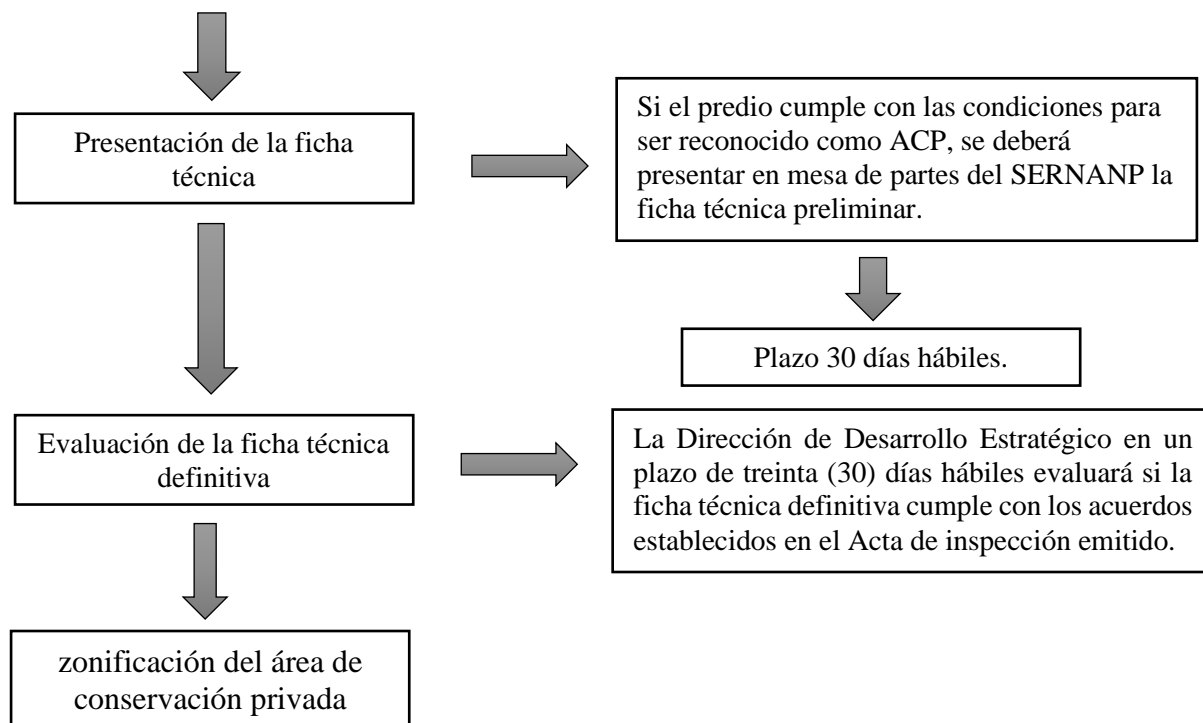 Presentación de la ficha
técnica
Si el predio cumple con las condiciones para
ser reconocido como ACP, se deberá
presentar en mesa de partes del SERNANP la
ficha técnica preliminar.
Plazo 30 días hábiles.
Evaluación de la ficha técnica
definitiva
La Dirección de Desarrollo Estratégico en un
plazo de treinta (30) días hábiles evaluará si la
ficha técnica definitiva cumple con los acuerdos
establecidos en el Acta de inspección emitido.
zonificación del área de
conservación privada